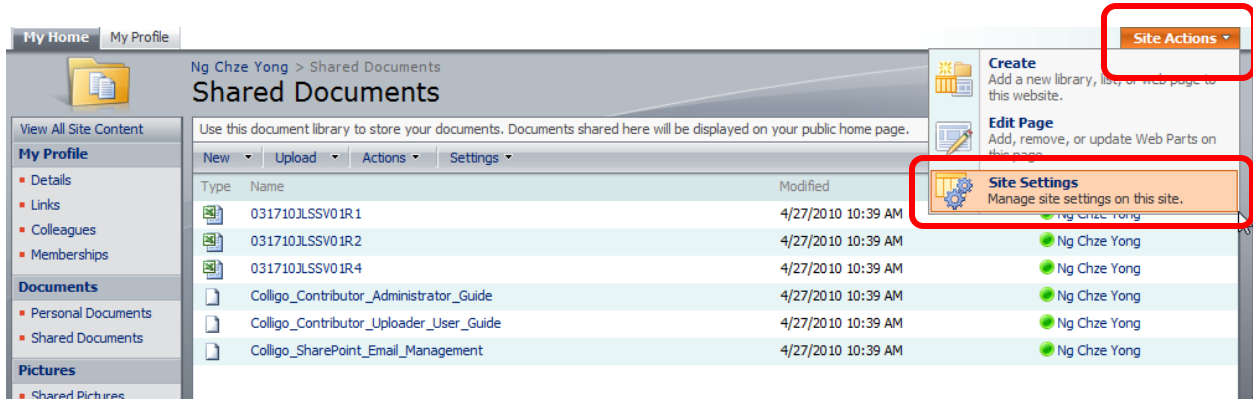 My Home My Profile
Site Actions
Ng Chze Yong > Shared Documents
Shared Documents
Create
Add a new library, list, or web page to
this website.
Edit Page
Add, remove, or update Web Parts on
this page.
Site Settings
Manage site settings on this site.
View All Site Content
Use this document library to store your documents. Documents shared here will be displayed on your public home page.
My Profile
New Upload Actions Settings
Details
Links
Colleagues
Memberships
Documents
Personal Documents
Shared Documents
Pictures
Shared Pictures
Type Name Modified
031710JLSSV01R1 4/27/2010 10:39 AM Ng Chze Yong
031710JLSSV01R2 4/27/2010 10:39 AM Ng Chze Yong
031710JLSSV01R4 4/27/2010 10:39 AM Ng Chze Yong
Colligo_Contributor_Administrator_Guide 4/27/2010 10:39 AM Ng Chze Yong
Colligo_Contributor_Uploader_User_Guide 4/27/2010 10:39 AM Ng Chze Yong
Colligo_SharePoint_Email_Management 4/27/2010 10:39 AM Ng Chze Yong